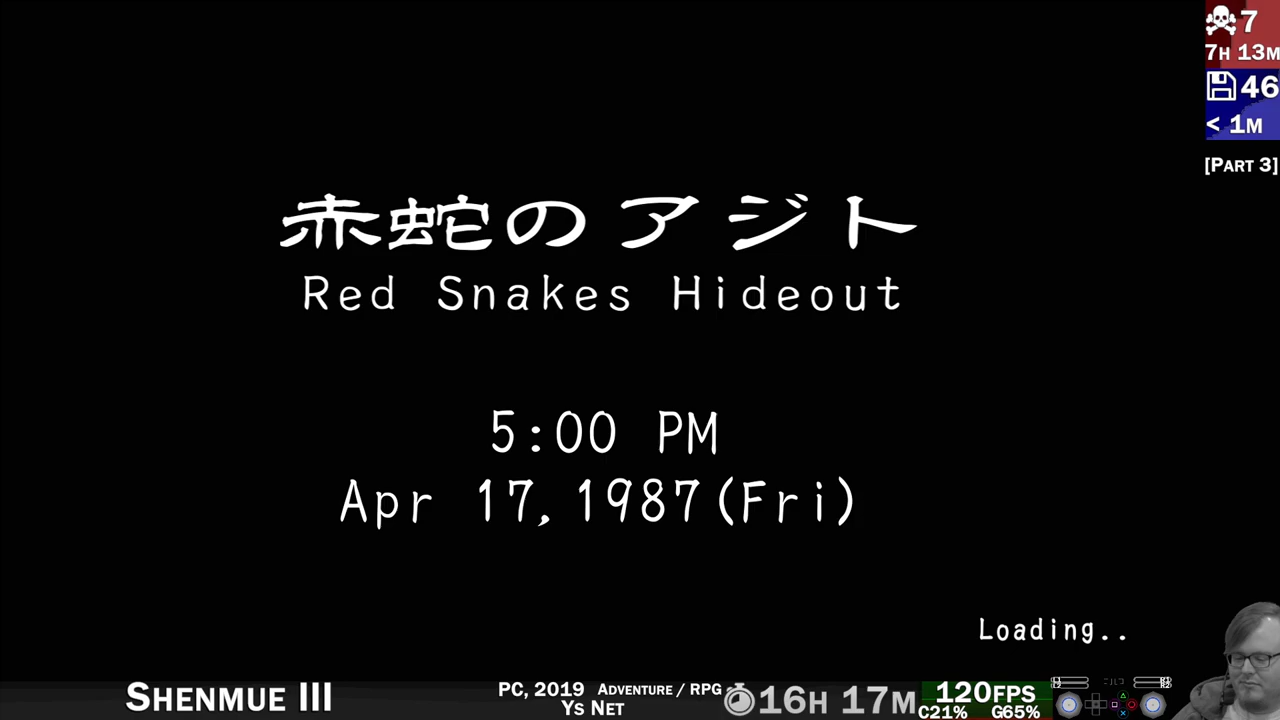 7
7H 13M
46
< 1M
[PART 3]
赤蛇のアジト
Red Snakes Hideout
5:00 PM
Apr 17,1987(Fri)
Loading..
SHENMUE III
PC, 2019 ADVENTURE / RPG
YS NET
16H 17M
120FPS
C21% G65%